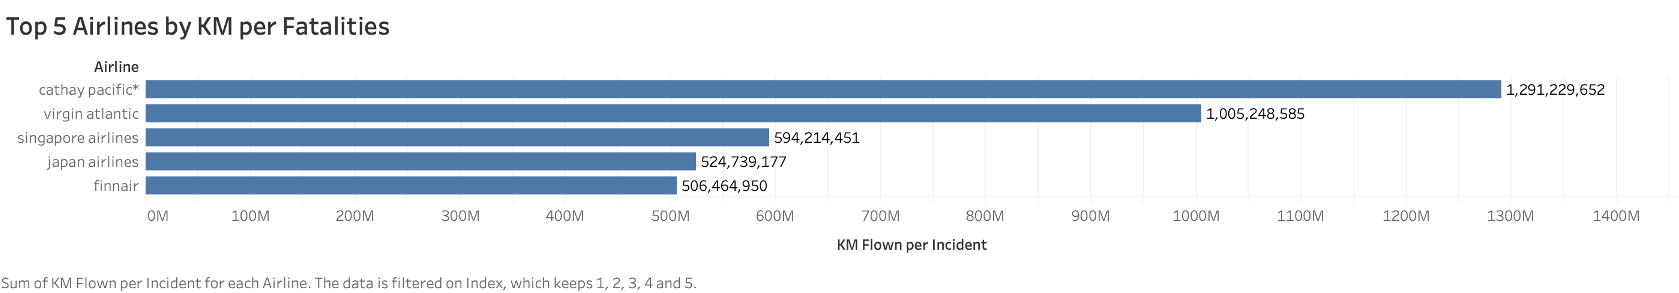 Top 5 Airlines by KM per Fatalities
Airline
cathay pacific* 1,291,229,652
virgin atlantic 1,005,248,585
singapore airlines 594,214,451
japan airlines 524,739,177
finnair 506,464,950
0M 100M 200M 300M 400M 500M 600M 700M 800M 900M 1000M 1100M 1200M 1300M 1400M
KM Flown per Incident
Sum of KM Flown per Incident for each Airline. The data is filtered on Index, which keeps 1, 2, 3, 4 and 5.